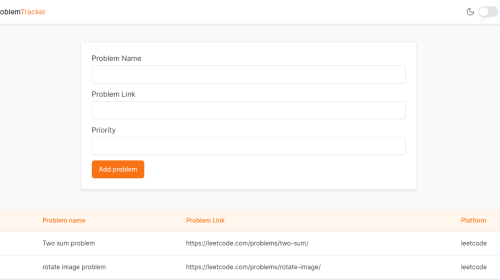 oblemTracker
Problem Name
Problem Link
Priority
Add problem
Problem name Problem Link Platform
Two sum problem https://leetcode.com/problems/two-sum/ leetcode
rotate image problem https://leetcode.com/problems/rotate-image/ leetcode